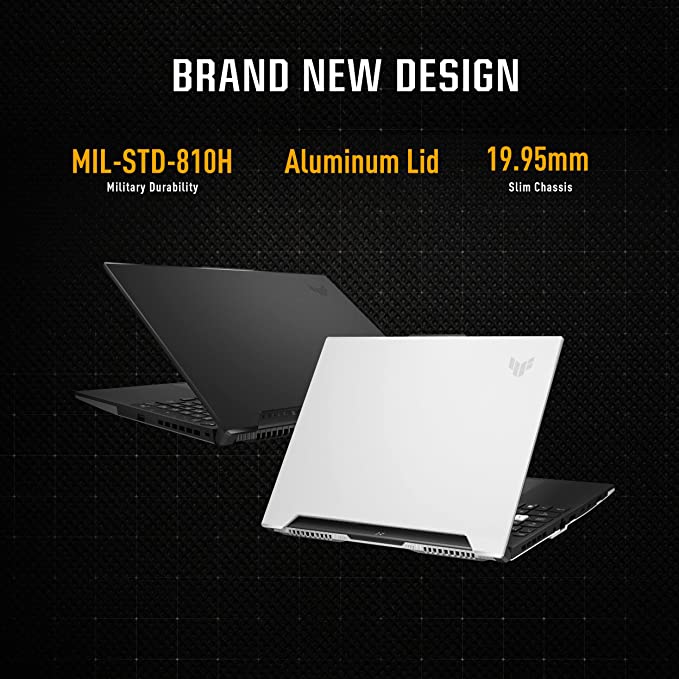 BRAND NEW DESIGN
MIL-STD-810H
Military Durability
Aluminum Lid
19.95mm
Slim Chassis